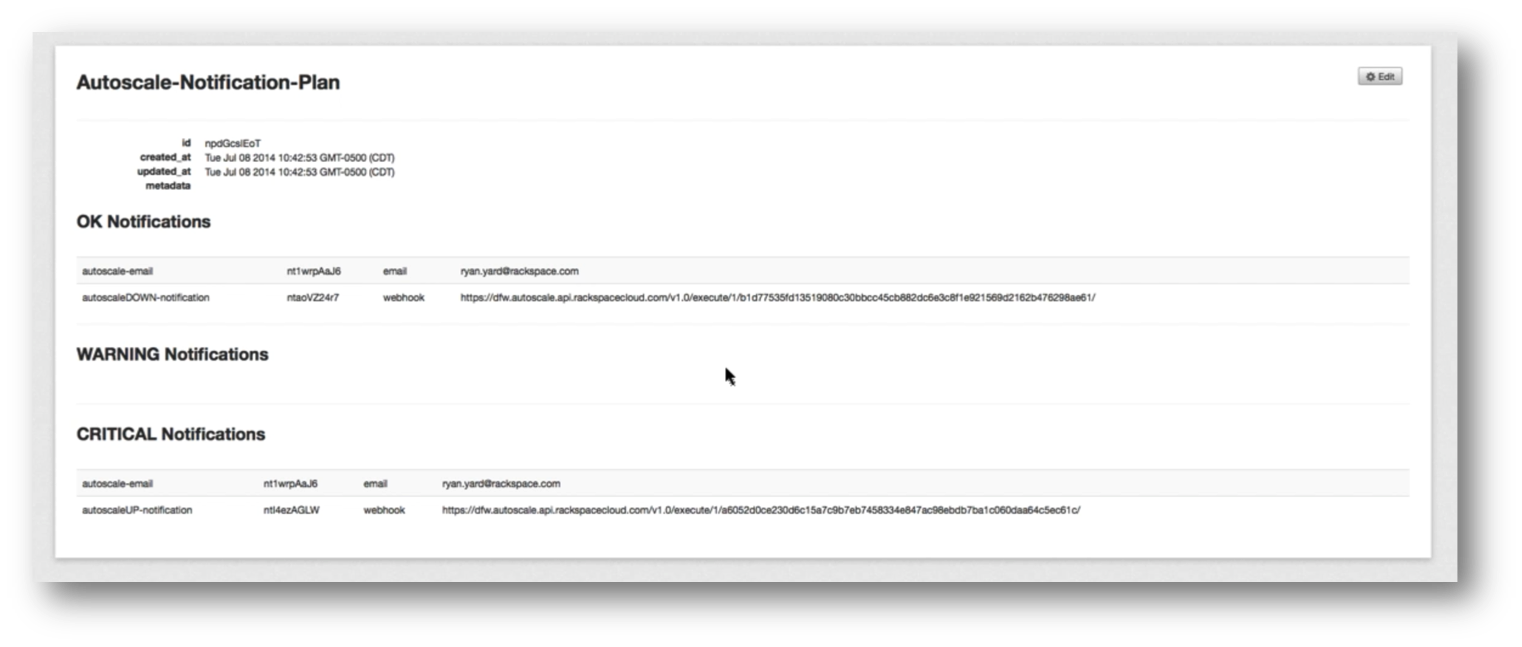 Autoscale-Notification-Plan
Edit
id npdGcslEoT
created_at Tue Jul 08 2014 10:42:53 GMT-0500 (CDT)
updated_at Tue Jul 08 2014 10:42:53 GMT-0500 (CDT)
metadata
OK Notifications
autoscale-email nt1wrpAaJ6 email ryan.yard@rackspace.com
autoscaleDOWN-notification ntaoVZ24r7 webhook https://dfw.autoscale.api.rackspacecloud.com/v1.0/execute/1/b1d77535fd13519080c30bbcc45cb882dc6e3c8f1e921569d2162b476298ae61/
WARNING Notifications
CRITICAL Notifications
autoscale-email nt1wrpAaJ6 email ryan.yard@rackspace.com
autoscaleUP-notification ntl4ezAGLW webhook https://dfw.autoscale.api.rackspacecloud.com/v1.0/execute/1/a6052d0ce230d6c15a7c9b7eb7458334e847ac98ebdb7ba1c060daa64c5ec61c/